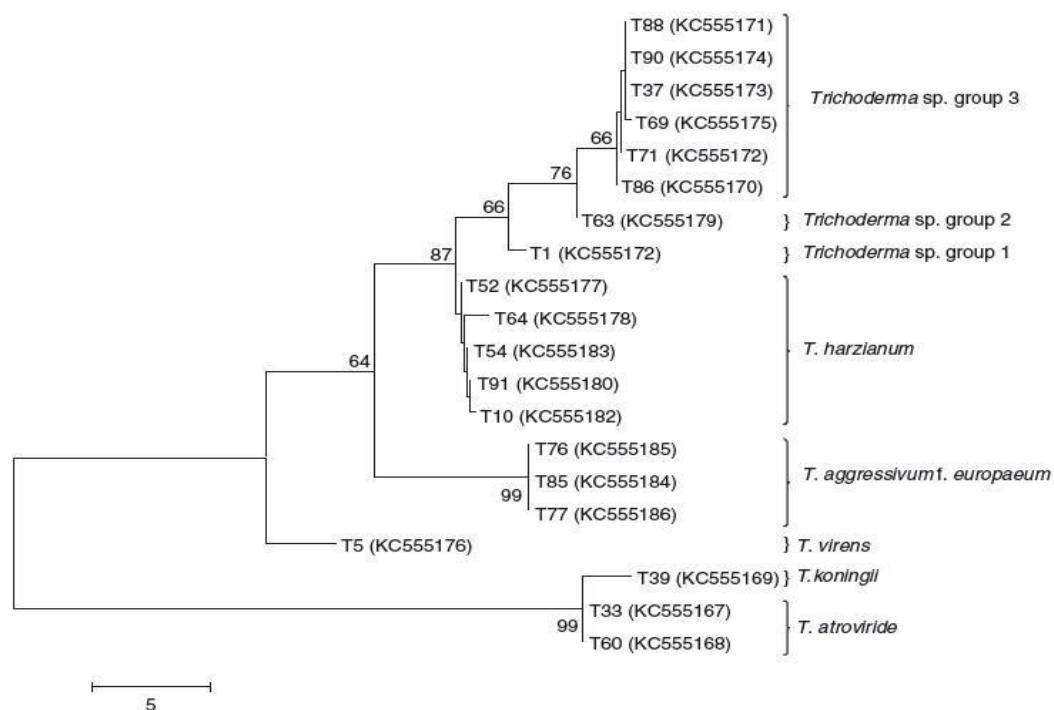 T88 (KC555171)
T90 (KC555174)
T37 (KC555173)
Trichoderma sp. group 3
T69 (KC555175)
66
T71 (KC555172)
76
T86 (KC555170)
66
T63 (KC555179)
} Trichoderma sp. group 2
87
T1 (KC555172)
} Trichoderma sp. group 1
T52 (KC555177)
T64 (KC555178)
T54 (KC555183)
T. harzianum
64
T91 (KC555180)
T10 (KC555182)
T76 (KC555185)
T85 (KC555184)
T. aggressivum f. europaeum
99
T77 (KC555186)
T5 (KC555176)
} T. virens
T39 (KC555169)
} T.koningii
T33 (KC555167)
99
T. atroviride
T60 (KC555168)
5